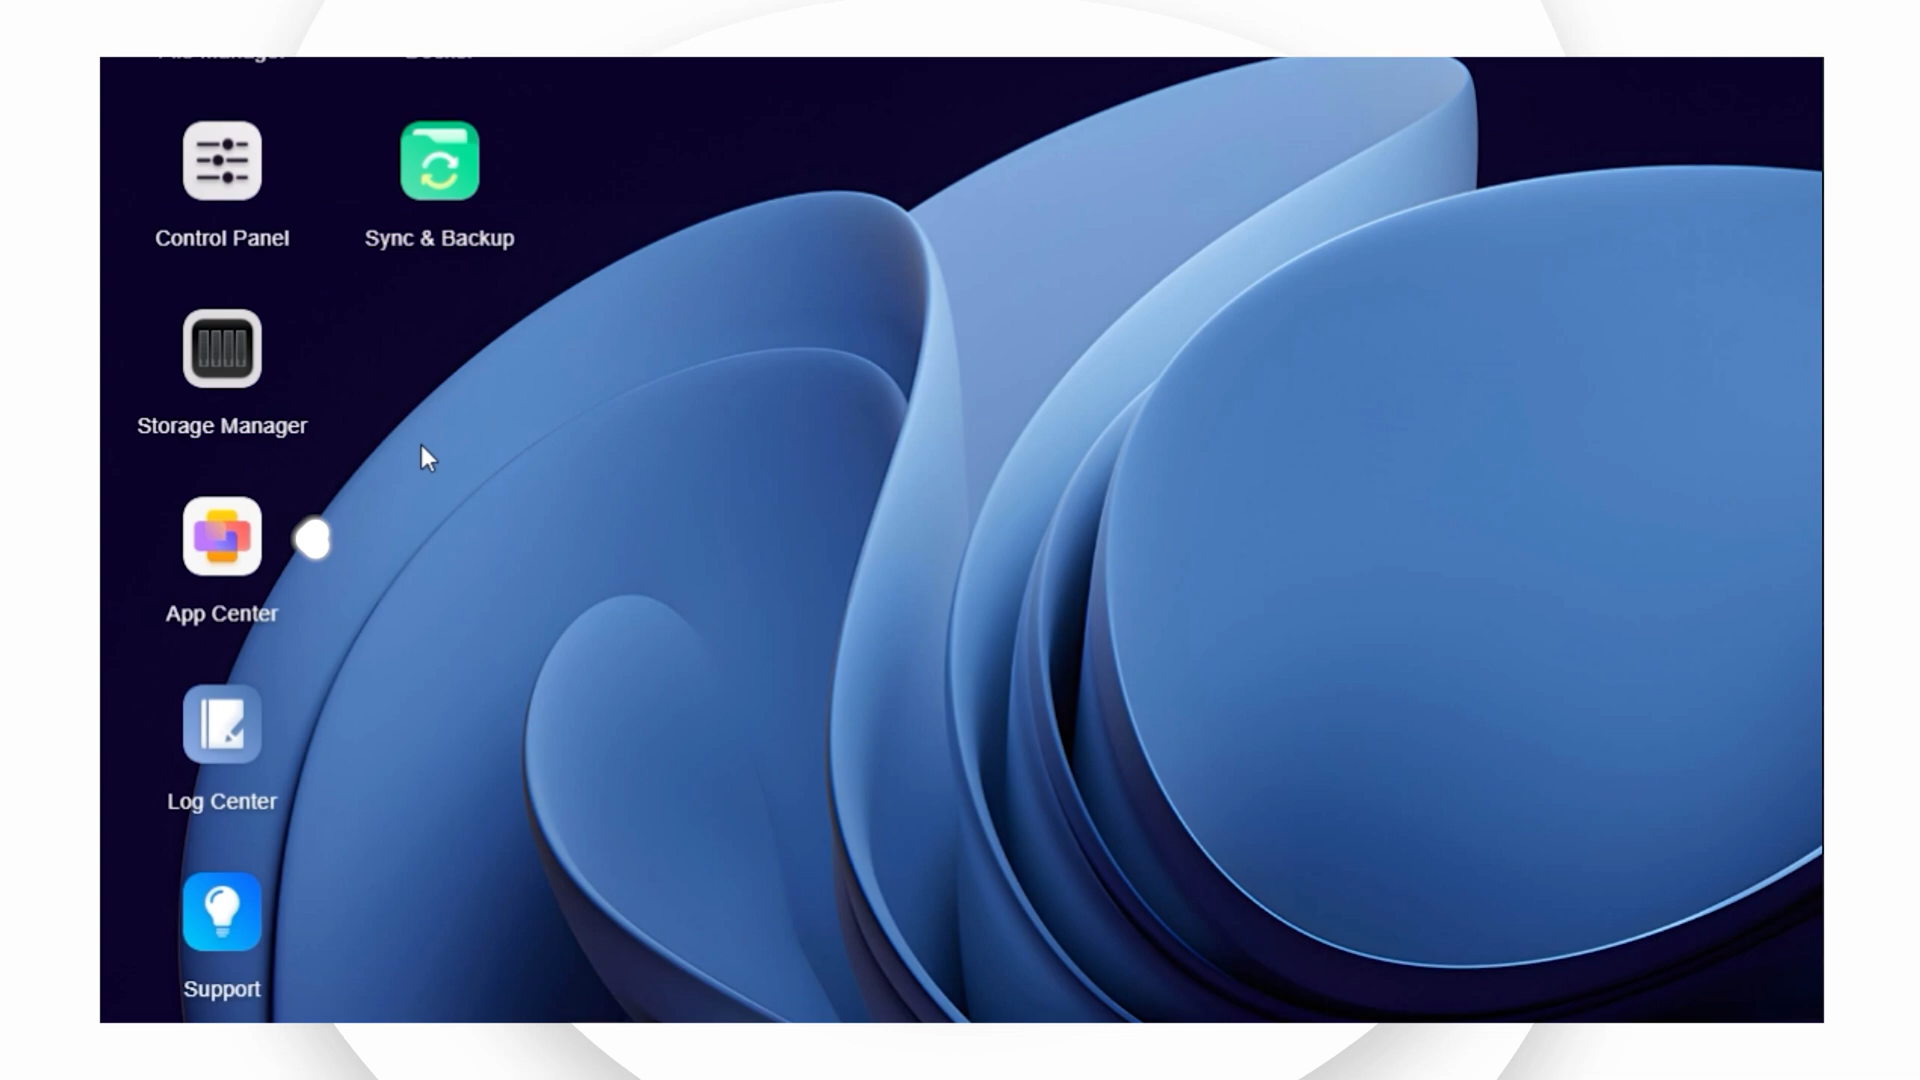 Control Panel
Sync & Backup
Storage Manager
App Center
Log Center
Support